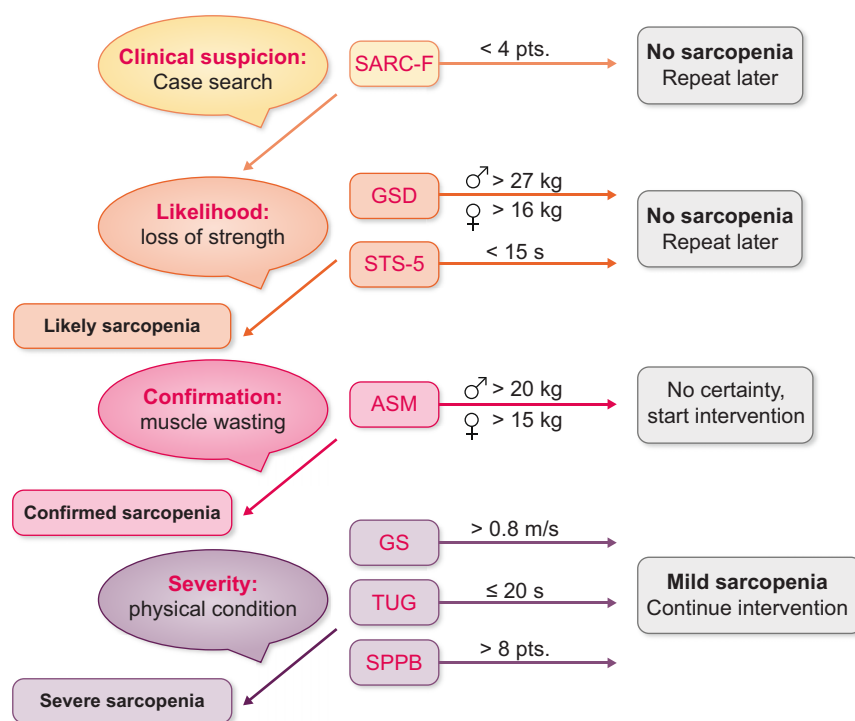 Clinical suspicion:
Case search
SARC-F
< 4 pts.
No sarcopenia
Repeat later
Likelihood:
loss of strength
GSD
♂ > 27 kg
♀ > 16 kg
STS-5
< 15 s
No sarcopenia
Repeat later
Likely sarcopenia
Confirmation:
muscle wasting
ASM
♂ > 20 kg
♀ > 15 kg
No certainty,
start intervention
Confirmed sarcopenia
Severity:
physical condition
GS
> 0.8 m/s
TUG
≤ 20 s
SPPB
> 8 pts.
Mild sarcopenia
Continue intervention
Severe sarcopenia